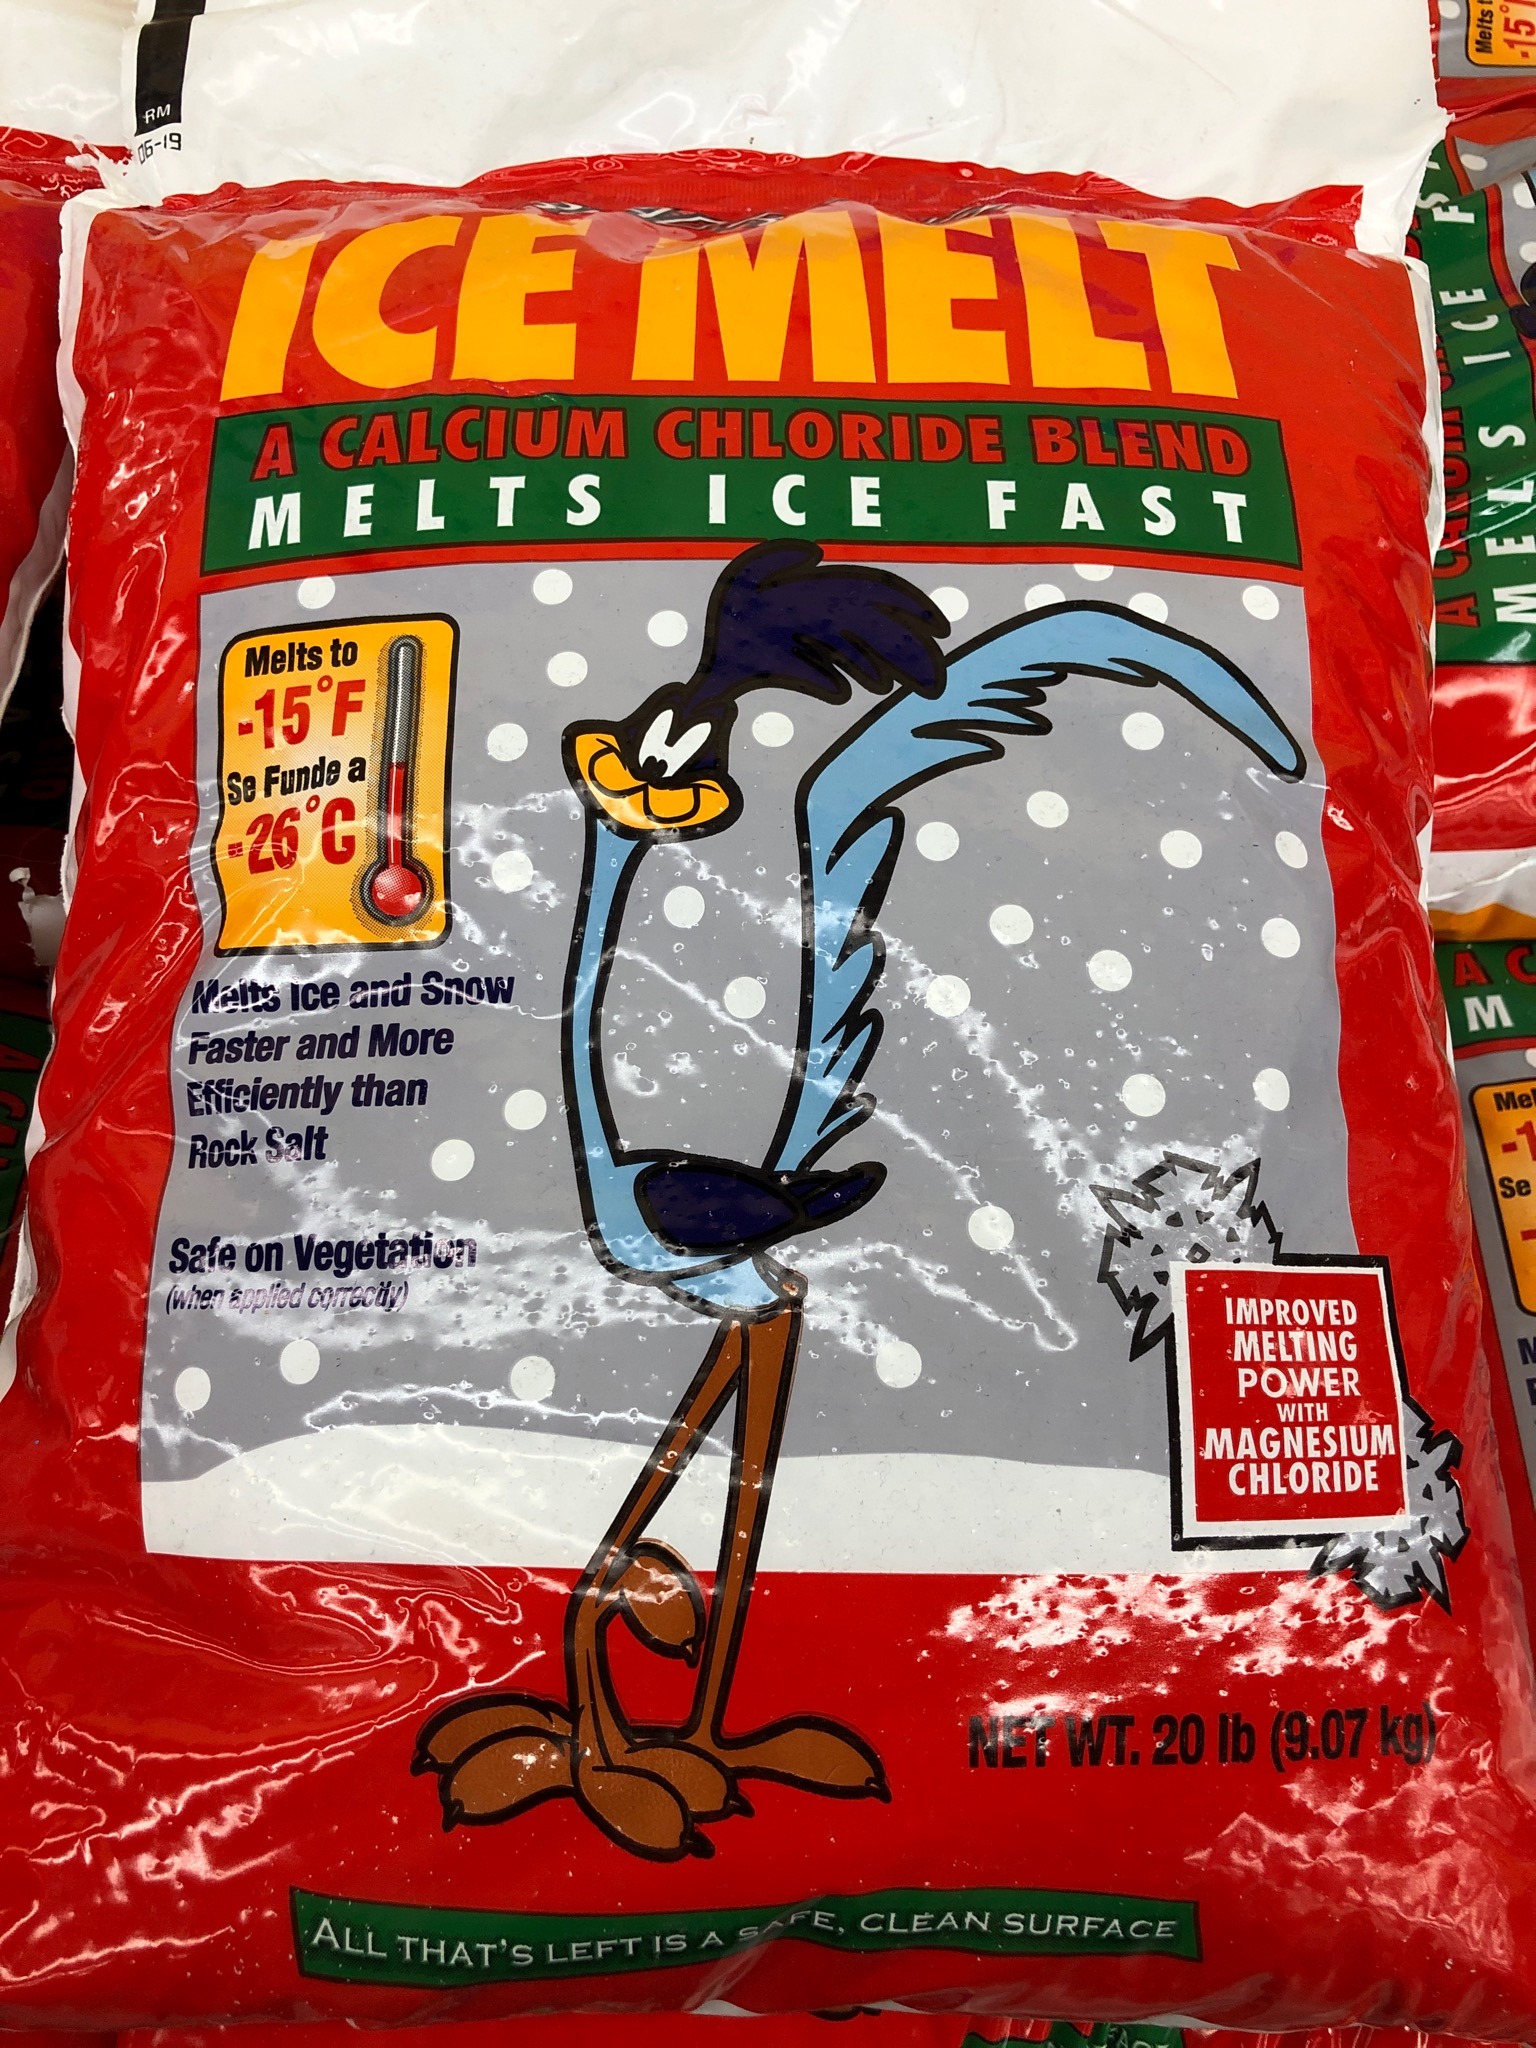 RM
06-19
ICE MELT
A CALCIUM CHLORIDE BLEND
MELTS ICE FAST
Melts to
-15°F
Se Funde a
-26°C
Melts Ice and Snow
Faster and More
Efficiently than
Rock Salt
Safe on Vegetation
(when applied correctly)
IMPROVED
MELTING
POWER
WITH
MAGNESIUM
CHLORIDE
NET WT. 20 lb (9.07 kg)
ALL THAT'S LEFT IS A SAFE, CLEAN SURFACE
MELTS ICE F